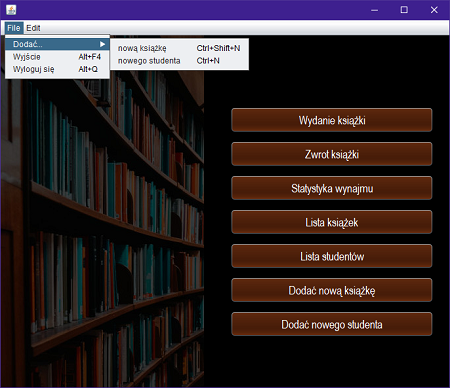 File Edit
Dodać...
Wyjście Alt+F4
Wyloguj się Alt+Q
nową książkę Ctrl+Shift+N
nowego studenta Ctrl+N
Wydanie książki
Zwrot książki
Statystyka wynajmu
Lista książek
Lista studentów
Dodać nową książkę
Dodać nowego studenta